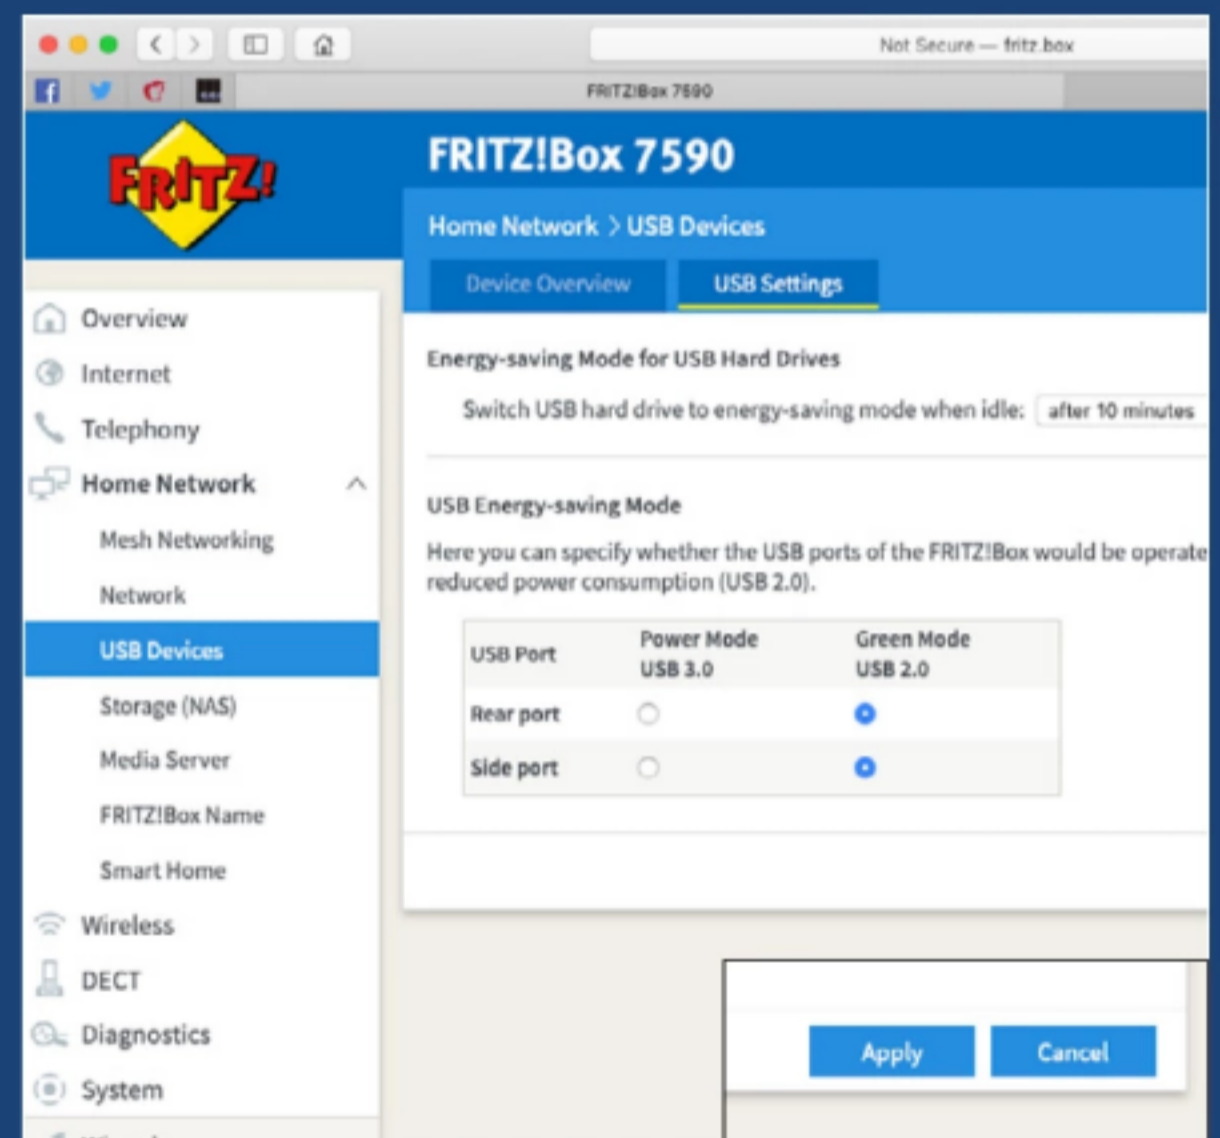 Not Secure — fritz.box
FRITZ!Box 7590
FRITZ!
FRITZ!Box 7590
Home Network > USB Devices
Device Overview
USB Settings
Overview
Internet
Telephony
Home Network
Mesh Networking
Network
USB Devices
Storage (NAS)
Media Server
FRITZ!Box Name
Smart Home
Wireless
DECT
Diagnostics
System
Energy-saving Mode for USB Hard Drives
Switch USB hard drive to energy-saving mode when idle: after 10 minutes
USB Energy-saving Mode
Here you can specify whether the USB ports of the FRITZ!Box would be operate
reduced power consumption (USB 2.0).
USB Port
Power Mode
USB 3.0
Green Mode
USB 2.0
Rear port
Side port
Apply
Cancel